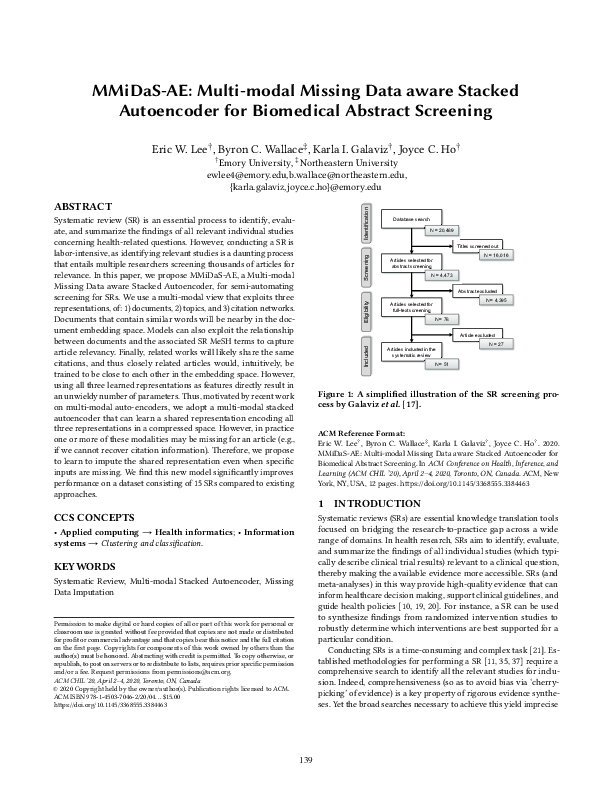 MMiDaS-AE: Multi-modal Missing Data aware Stacked
Autoencoder for Biomedical Abstract Screening
Eric W. Lee†, Byron C. Wallace‡, Karla I. Galaviz†, Joyce C. Ho†
†Emory University, ‡Northeastern University
ewlee4@emory.edu,b.wallace@northeastern.edu,
{karla.galaviz,joyce.c.ho}@emory.edu
ABSTRACT
Systematic review (SR) is an essential process to identify, evalu-
ate, and summarize the findings of all relevant individual studies
concerning health-related questions. However, conducting a SR is
labor-intensive, as identifying relevant studies is a daunting process
that entails multiple researchers screening thousands of articles for
relevance. In this paper, we propose MMiDaS-AE, a Multi-modal
Missing Data aware Stacked Autoencoder, for semi-automating
screening for SRs. We use a multi-modal view that exploits three
representations, of: 1) documents, 2) topics, and 3) citation networks.
Documents that contain similar words will be nearby in the doc-
ument embedding space. Models can also exploit the relationship
between documents and the associated SR MeSH terms to capture
article relevancy. Finally, related works will likely share the same
citations, and thus closely related articles would, intuitively, be
trained to be close to each other in the embedding space. However,
using all three learned representations as features directly result in
an unwieldy number of parameters. Thus, motivated by recent work
on multi-modal auto-encoders, we adopt a multi-modal stacked
autoencoder that can learn a shared representation encoding all
three representations in a compressed space. However, in practice
one or more of these modalities may be missing for an article (e.g.,
if we cannot recover citation information). Therefore, we propose
to learn to impute the shared representation even when specific
inputs are missing. We find this new model significantly improves
performance on a dataset consisting of 15 SRs compared to existing
approaches.
CCS CONCEPTS
• Applied computing → Health informatics; • Information
systems → Clustering and classification.
KEYWORDS
Systematic Review, Multi-modal Stacked Autoencoder, Missing
Data Imputation
Permission to make digital or hard copies of all or part of this work for personal or
classroom use is granted without fee provided that copies are not made or distributed
for profit or commercial advantage and that copies bear this notice and the full citation
on the first page. Copyrights for components of this work owned by others than the
author(s) must be honored. Abstracting with credit is permitted. To copy otherwise, or
republish, to post on servers or to redistribute to lists, requires prior specific permission
and/or a fee. Request permissions from permissions@acm.org.
ACM CHIL '20, April 2–4, 2020, Toronto, ON, Canada
© 2020 Copyright held by the owner/author(s). Publication rights licensed to ACM.
ACM ISBN 978-1-4503-7046-2/20/04...$15.00
https://doi.org/10.1145/3368555.3384463
Identification
Database search
N = 20,489
Titles screened out
N = 16,016
Screening
Articles selected for
abstract screening
N = 4,473
Abstract excluded
N = 4,395
Eligibility
Articles selected for
full-texts screening
N = 78
Article excluded
N = 27
Included
Articles included in the
systematic review
N = 51
Figure 1: A simplified illustration of the SR screening pro-
cess by Galaviz et al. [17].
ACM Reference Format:
Eric W. Lee†, Byron C. Wallace‡, Karla I. Galaviz†, Joyce C. Ho†. 2020.
MMiDaS-AE: Multi-modal Missing Data aware Stacked Autoencoder for
Biomedical Abstract Screening. In ACM Conference on Health, Inference, and
Learning (ACM CHIL '20), April 2–4, 2020, Toronto, ON, Canada. ACM, New
York, NY, USA, 12 pages. https://doi.org/10.1145/3368555.3384463
1 INTRODUCTION
Systematic reviews (SRs) are essential knowledge translation tools
focused on bridging the research-to-practice gap across a wide
range of domains. In health research, SRs aim to identify, evaluate,
and summarize the findings of all individual studies (which typi-
cally describe clinical trial results) relevant to a clinical question,
thereby making the available evidence more accessible. SRs (and
meta-analyses) in this way provide high-quality evidence that can
inform healthcare decision making, support clinical guidelines, and
guide health policies [10, 19, 20]. For instance, a SR can be used
to synthesize findings from randomized intervention studies to
robustly determine which interventions are best supported for a
particular condition.
Conducting SRs is a time-consuming and complex task [21]. Es-
tablished methodologies for performing a SR [11, 35, 37] require a
comprehensive search to identify all the relevant studies for inclu-
sion. Indeed, comprehensiveness (so as to avoid bias via 'cherry-
picking' of evidence) is a key property of rigorous evidence synthe-
ses. Yet the broad searches necessary to achieve this yield imprecise
139